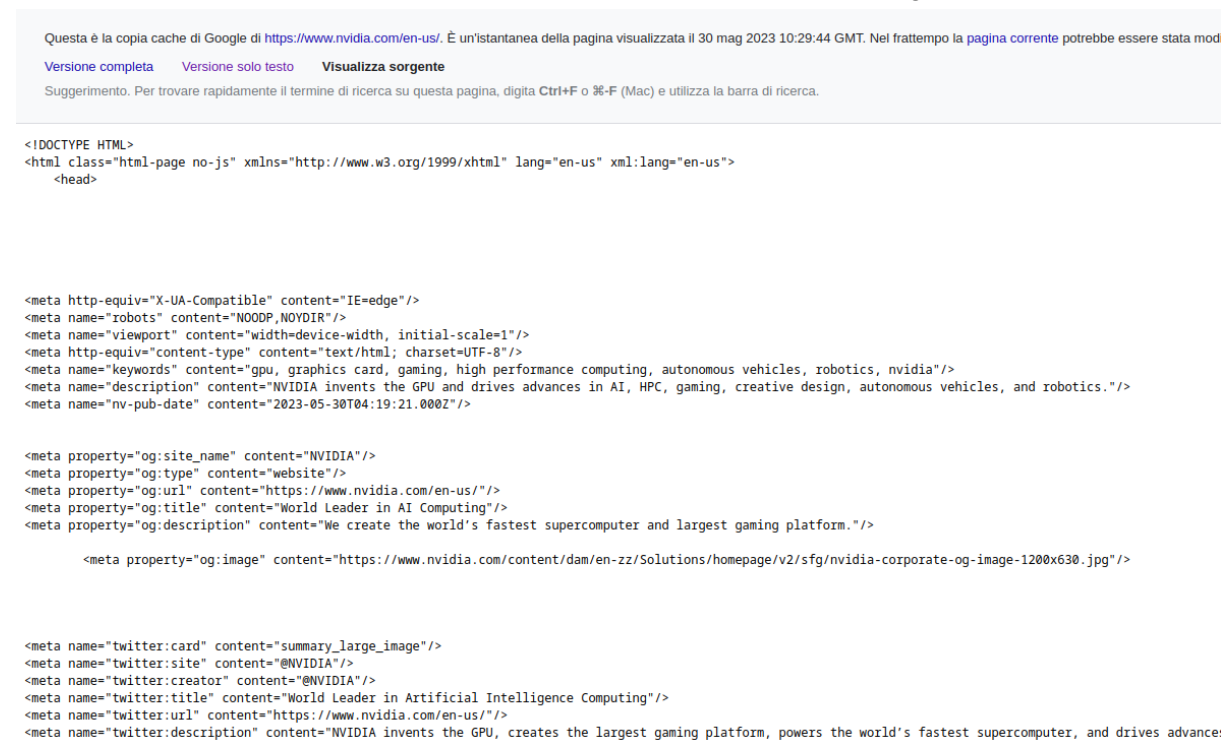 Questa è la copia cache di Google di https://www.nvidia.com/en-us/. È un'istantanea della pagina visualizzata il 30 mag 2023 10:29:44 GMT. Nel frattempo la pagina corrente potrebbe essere stata modi
Versione completa Versione solo testo Visualizza sorgente
Suggerimento. Per trovare rapidamente il termine di ricerca su questa pagina, digita Ctrl+F o ⌘-F (Mac) e utilizza la barra di ricerca.
<!DOCTYPE HTML>
<html class="html-page no-js" xmlns="http://www.w3.org/1999/xhtml" lang="en-us" xml:lang="en-us">
<head>
<meta http-equiv="X-UA-Compatible" content="IE=edge"/>
<meta name="robots" content="NOODP,NOYDIR"/>
<meta name="viewport" content="width=device-width, initial-scale=1"/>
<meta http-equiv="content-type" content="text/html; charset=UTF-8"/>
<meta name="keywords" content="gpu, graphics card, gaming, high performance computing, autonomous vehicles, robotics, nvidia"/>
<meta name="description" content="NVIDIA invents the GPU and drives advances in AI, HPC, gaming, creative design, autonomous vehicles, and robotics."/>
<meta name="nv-pub-date" content="2023-05-30T04:19:21.000Z"/>
<meta property="og:site_name" content="NVIDIA"/>
<meta property="og:type" content="website"/>
<meta property="og:url" content="https://www.nvidia.com/en-us/"/>
<meta property="og:title" content="World Leader in AI Computing"/>
<meta property="og:description" content="We create the world’s fastest supercomputer and largest gaming platform."/>
<meta property="og:image" content="https://www.nvidia.com/content/dam/en-zz/Solutions/homepage/v2/sfg/nvidia-corporate-og-image-1200x630.jpg"/>
<meta name="twitter:card" content="summary_large_image"/>
<meta name="twitter:site" content="@NVIDIA"/>
<meta name="twitter:creator" content="@NVIDIA"/>
<meta name="twitter:title" content="World Leader in Artificial Intelligence Computing"/>
<meta name="twitter:url" content="https://www.nvidia.com/en-us/"/>
<meta name="twitter:description" content="NVIDIA invents the GPU, creates the largest gaming platform, powers the world’s fastest supercomputer, and drives advances